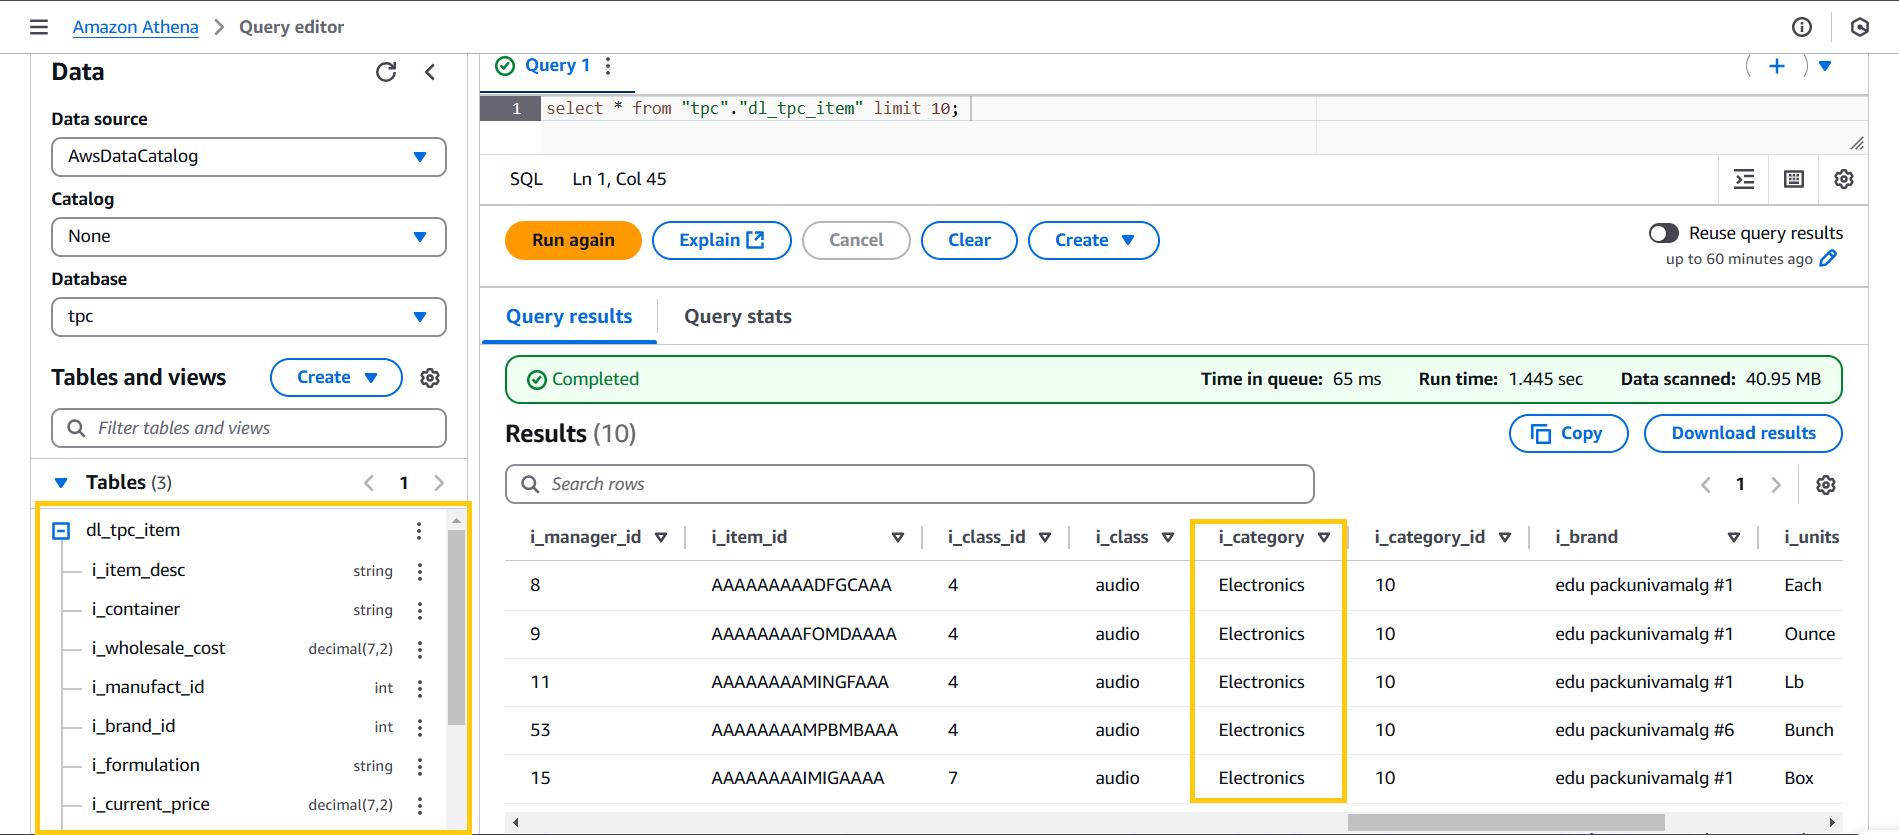 Amazon Athena > Query editor
Data
Data source
AwsDataCatalog
Catalog
None
Database
tpc
Tables and views
Create
Filter tables and views
Tables (3)
1
dl_tpc_item
i_item_desc string
i_container string
i_wholesale_cost decimal(7,2)
i_manufact_id int
i_brand_id int
i_formulation string
i_current_price decimal(7,2)
Query 1
1 select * from "tpc"."dl_tpc_item" limit 10;
SQL Ln 1, Col 45
Run again Explain Cancel Clear Create
Reuse query results
up to 60 minutes ago
Query results Query stats
Completed Time in queue: 65 ms Run time: 1.445 sec Data scanned: 40.95 MB
Results (10) Copy Download results
Search rows 1
i_manager_id i_item_id i_class_id i_class i_category i_category_id i_brand i_units
8 AAAAAAAAADFGCAAA 4 audio Electronics 10 edu packunivamalg #1 Each
9 AAAAAAAAFOMDAAAA 4 audio Electronics 10 edu packunivamalg #1 Ounce
11 AAAAAAAAMINGFAAA 4 audio Electronics 10 edu packunivamalg #1 Lb
53 AAAAAAAAMPBMBAAA 4 audio Electronics 10 edu packunivamalg #6 Bunch
15 AAAAAAAAIMIGAAAA 7 audio Electronics 10 edu packunivamalg #1 Box